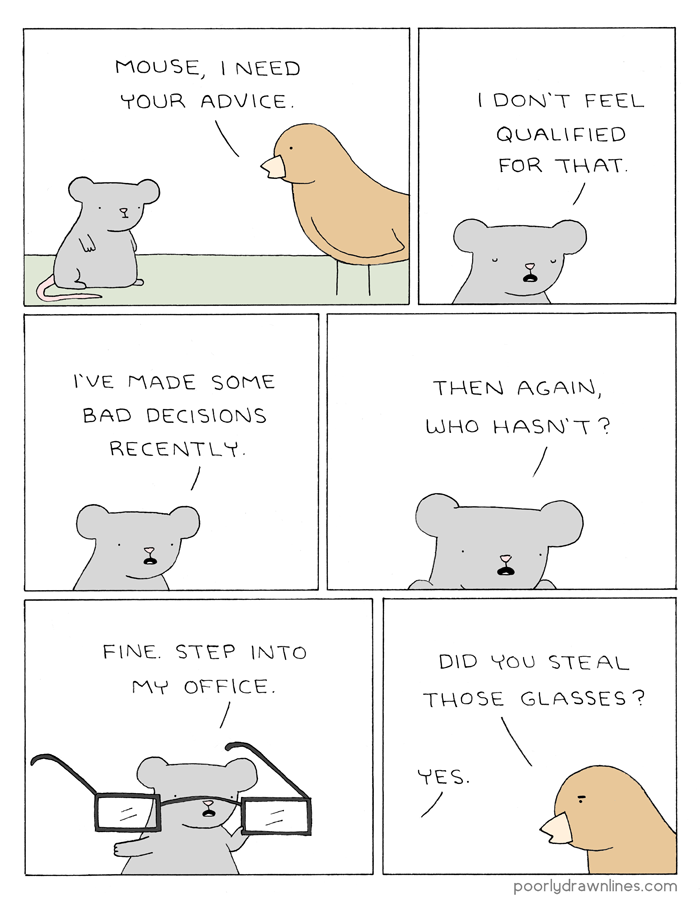 MOUSE, I NEED
YOUR ADVICE.
I DON'T FEEL
QUALIFIED
FOR THAT.
I'VE MADE SOME
BAD DECISIONS
RECENTLY.
THEN AGAIN,
WHO HASN'T?
FINE. STEP INTO
MY OFFICE.
DID YOU STEAL
THOSE GLASSES?
YES.
poorlydrawnlines.com